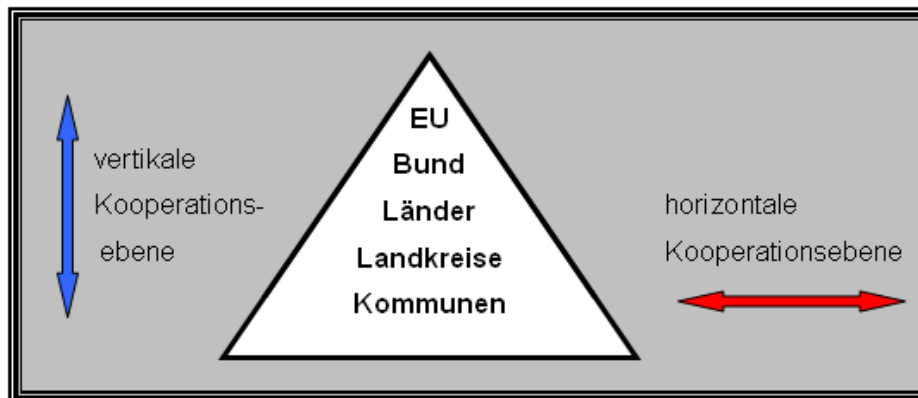 vertikale
Kooperations-
ebene
EU
Bund
Länder
Landkreise
Kommunen
horizontale
Kooperationsebene